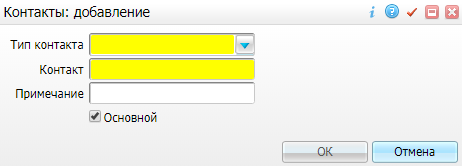 Контакты: добавление
Тип контакта
Контакт
Примечание
Основной
ОК Отмена